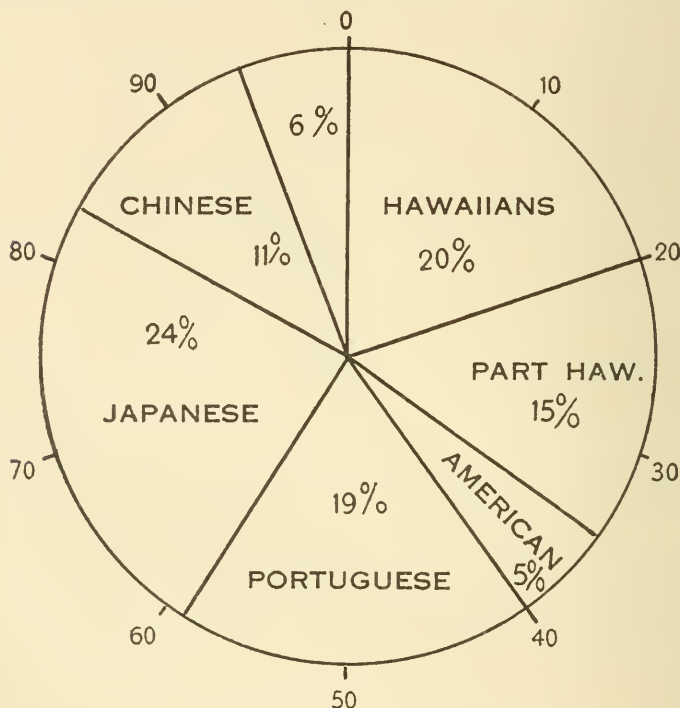 0
10
20
30
40
50
60
70
80
90
6%
HAWAIIANS
20%
PART HAW.
15%
AMERICAN
5%
19%
PORTUGUESE
24%
JAPANESE
CHINESE
11%